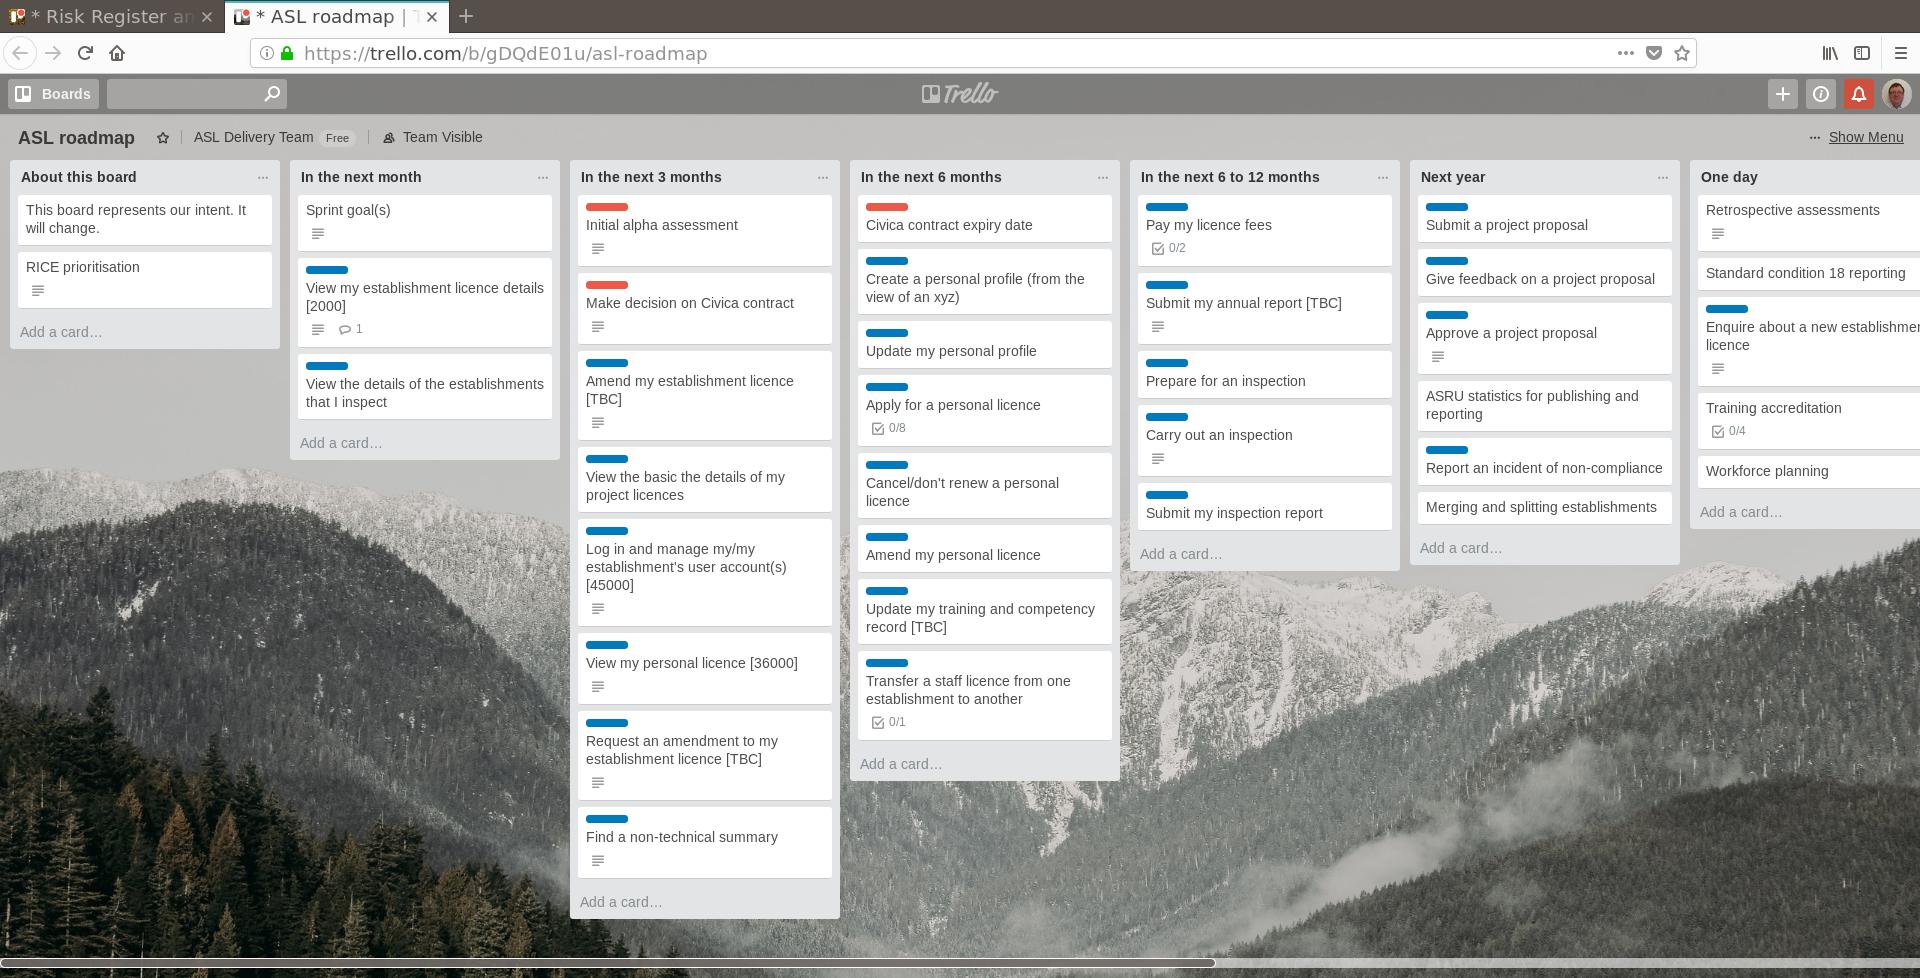 * Risk Register an
* ASL roadmap | T
https://trello.com/b/gDQdE01u/asl-roadmap
Boards
Trello
ASL roadmap
ASL Delivery Team Free
Team Visible
Show Menu
About this board
This board represents our intent. It
will change.
RICE prioritisation
Add a card…
In the next month
Sprint goal(s)
View my establishment licence details
[2000]
1
View the details of the establishments
that I inspect
Add a card…
In the next 3 months
Initial alpha assessment
Make decision on Civica contract
Amend my establishment licence
[TBC]
View the basic the details of my
project licences
Log in and manage my/my
establishment's user account(s)
[45000]
View my personal licence [36000]
Request an amendment to my
establishment licence [TBC]
Find a non-technical summary
Add a card…
In the next 6 months
Civica contract expiry date
Create a personal profile (from the
view of an xyz)
Update my personal profile
Apply for a personal licence
0/8
Cancel/don't renew a personal
licence
Amend my personal licence
Update my training and competency
record [TBC]
Transfer a staff licence from one
establishment to another
0/1
Add a card…
In the next 6 to 12 months
Pay my licence fees
0/2
Submit my annual report [TBC]
Prepare for an inspection
Carry out an inspection
Submit my inspection report
Add a card…
Next year
Submit a project proposal
Give feedback on a project proposal
Approve a project proposal
ASRU statistics for publishing and
reporting
Report an incident of non-compliance
Merging and splitting establishments
Add a card…
One day
Retrospective assessments
Standard condition 18 reporting
Enquire about a new establishmen
licence
Training accreditation
0/4
Workforce planning
Add a card…